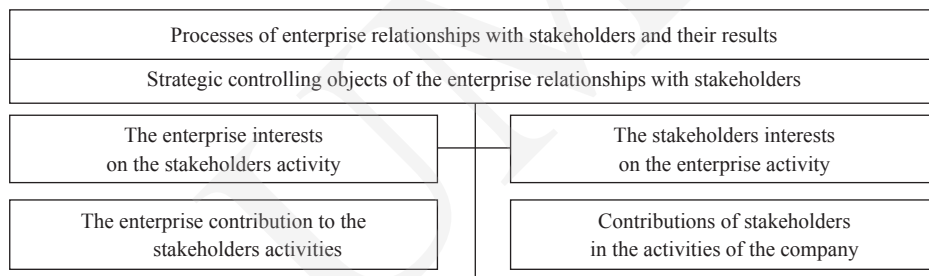 Processes of enterprise relationships with stakeholders and their results
Strategic controlling objects of the enterprise relationships with stakeholders
The enterprise interests
on the stakeholders activity
The stakeholders interests
on the enterprise activity
The enterprise contribution to the
stakeholders activities
Contributions of stakeholders
in the activities of the company